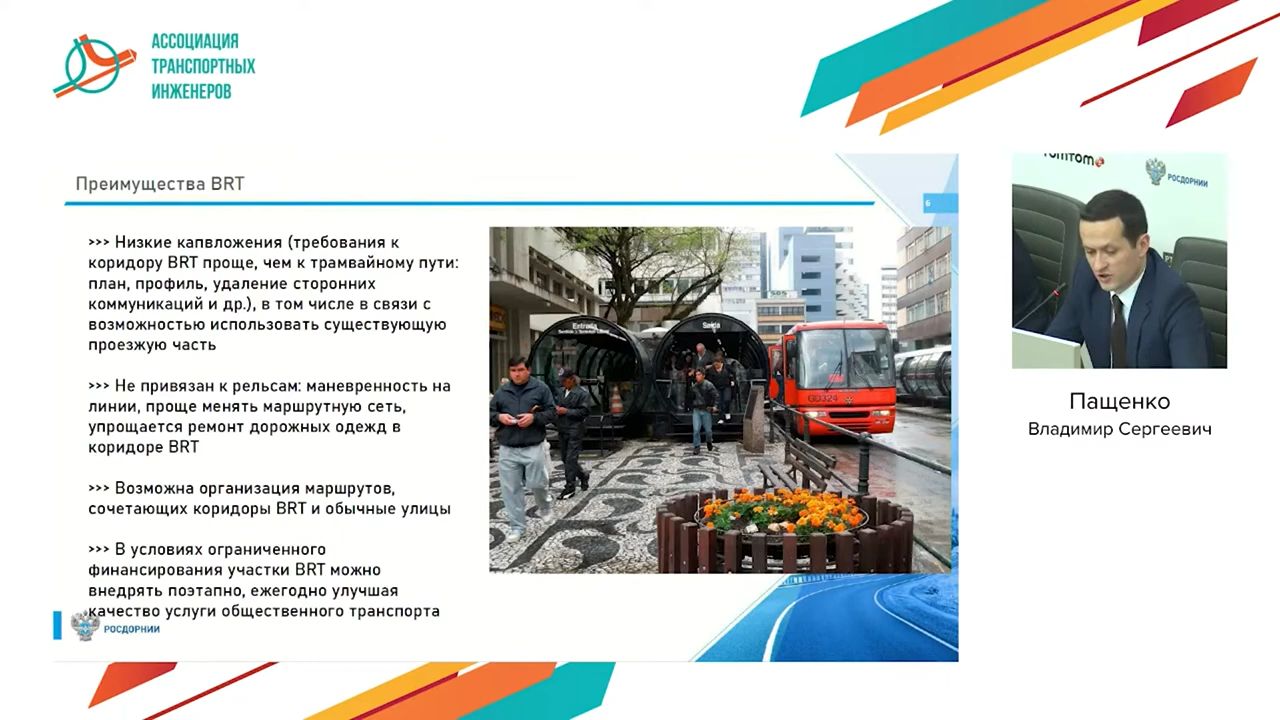 АССОЦИАЦИЯ
ТРАНСПОРТНЫХ
ИНЖЕНЕРОВ
Преимущества BRT
6
>>> Низкие капвложения (требования к
коридору BRT проще, чем к трамвайному пути:
план, профиль, удаление сторонних
коммуникаций и др.), в том числе в связи с
возможностью использовать существующую
проезжую часть
>>> Не привязан к рельсам: маневренность на
линии, проще менять маршрутную сеть,
упрощается ремонт дорожных одежд в
коридоре BRT
>>> Возможна организация маршрутов,
сочетающих коридоры BRT и обычные улицы
>>> В условиях ограниченного
финансирования участки BRT можно
внедрять поэтапно, ежегодно улучшая
качество услуги общественного транспорта
РОСДОРНИИ
Entrada
Saída
tomtom
РОСДОРНИИ
Пащенко
Владимир Сергеевич